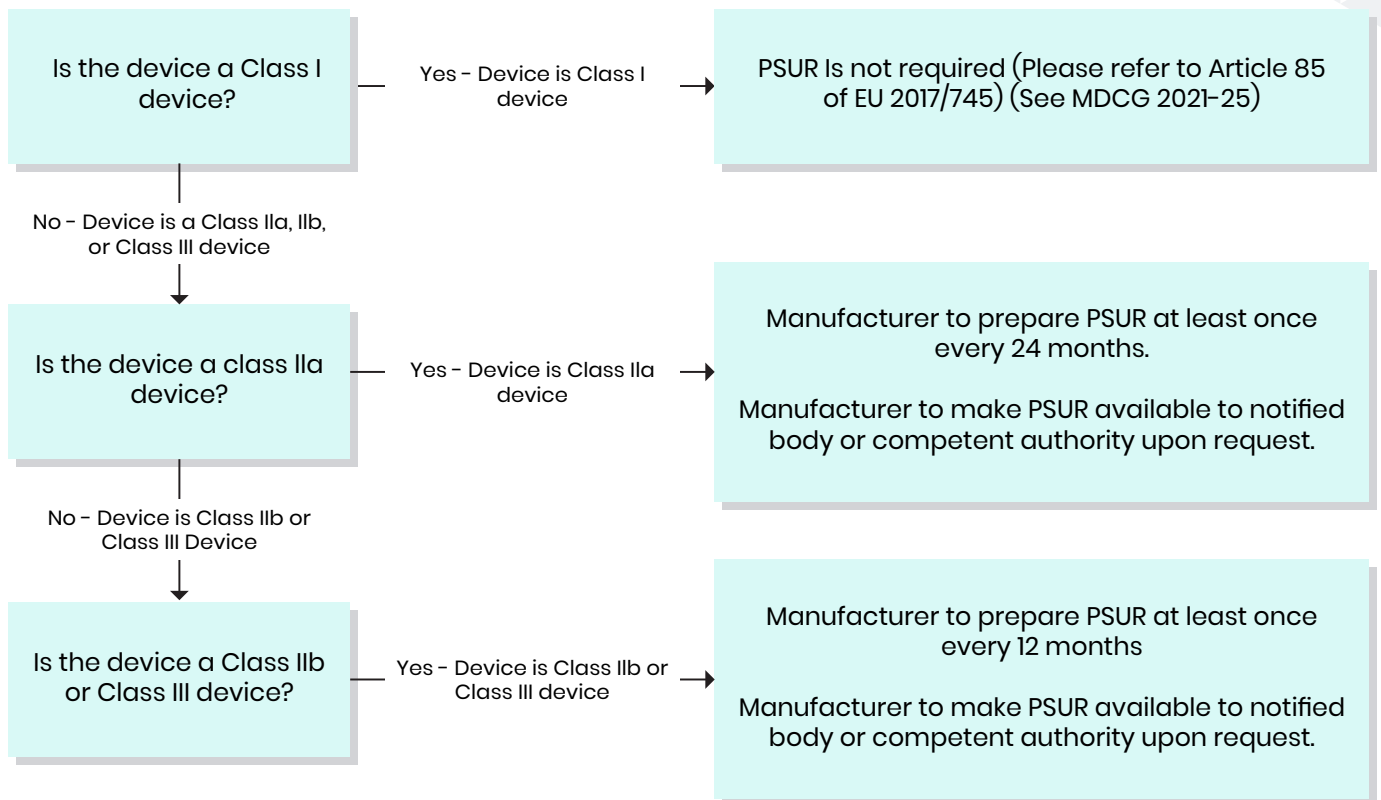 Is the device a Class I
device?
Yes - Device is Class I
device
PSUR Is not required (Please refer to Article 85
of EU 2017/745) (See MDCG 2021-25)
No - Device is a Class IIa, IIb,
or Class III device
Is the device a class IIa
device?
Yes - Device is Class IIa
device
Manufacturer to prepare PSUR at least once
every 24 months.
Manufacturer to make PSUR available to notified
body or competent authority upon request.
No - Device is Class IIb or
Class III Device
Is the device a Class IIb
or Class III device?
Yes - Device is Class IIb or
Class III device
Manufacturer to prepare PSUR at least once
every 12 months
Manufacturer to make PSUR available to notified
body or competent authority upon request.